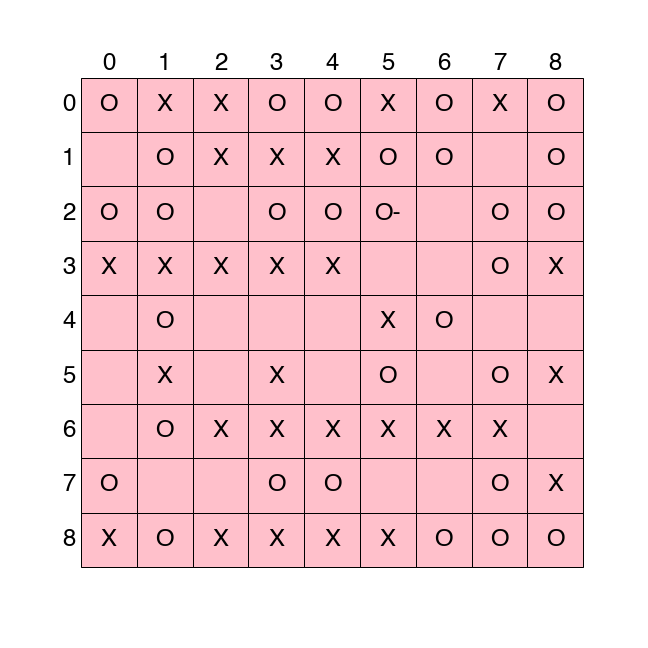 0 1 2 3 4 5 6 7 8
0 O X X O O X O X O
1 O X X X O O O
2 O O O O O- O O
3 X X X X X O X
4 O X O
5 X X O O X
6 O X X X X X X
7 O O O O X
8 X O X X X X O O O